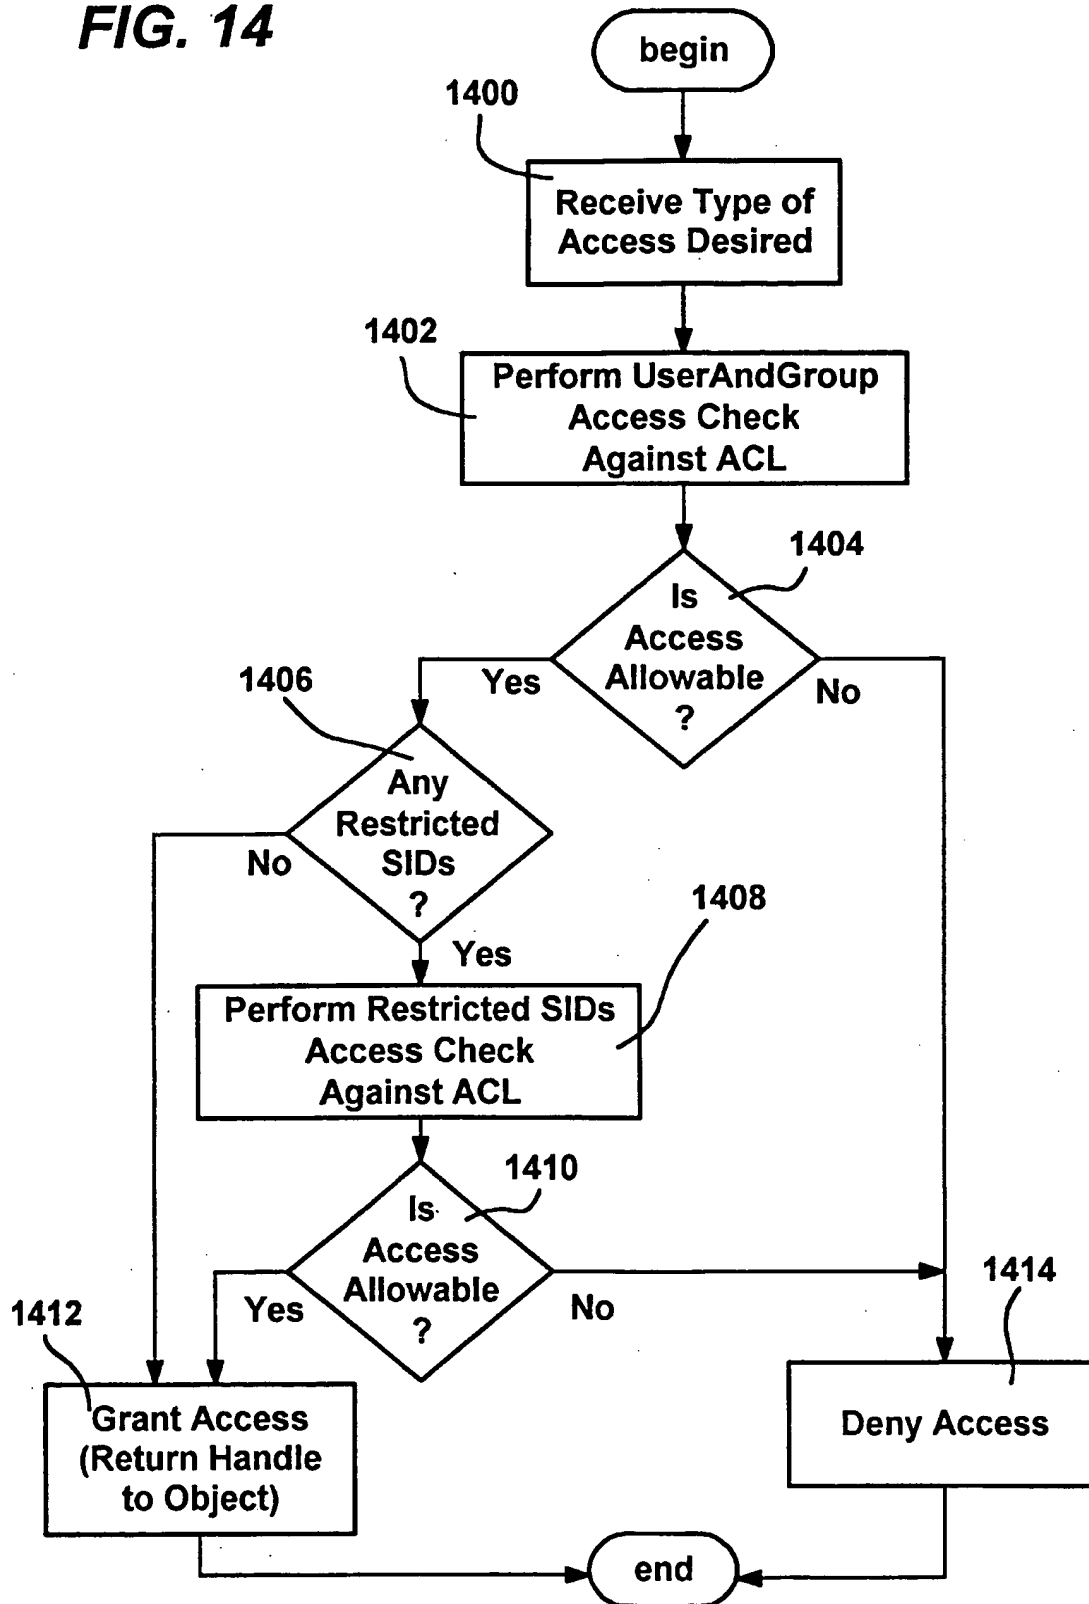 FIG. 14
begin
1400
Receive Type of
Access Desired
1402
Perform UserAndGroup
Access Check
Against ACL
1404
Is
Access
Allowable
?
Yes
No
1406
Any
Restricted
SIDs
?
No
Yes
1408
Perform Restricted SIDs
Access Check
Against ACL
1410
Is
Access
Allowable
?
Yes
No
1412
Grant Access
(Return Handle
to Object)
1414
Deny Access
end